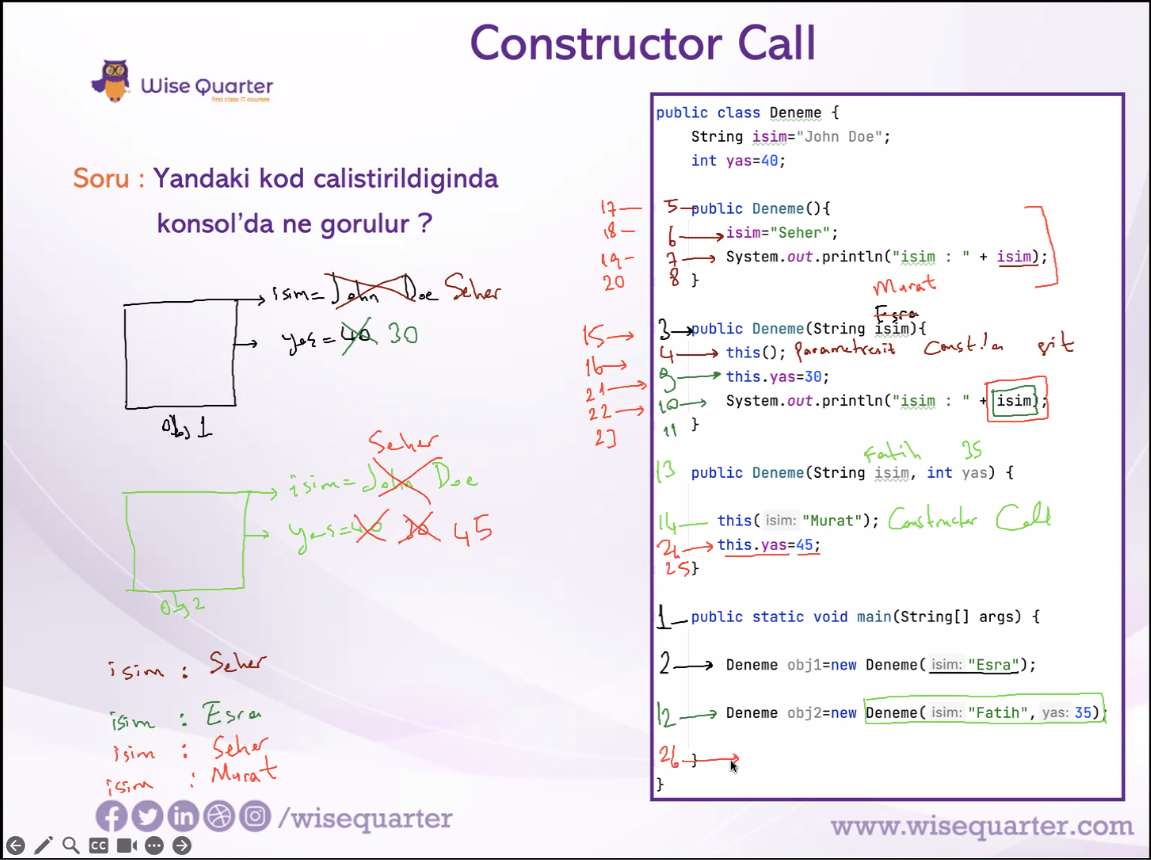 Constructor Call
Wise Quarter
first class IT courses
Soru : Yandaki kod calistirildiginda
konsol'da ne gorulur ?
isim= John Doe Seher
yas= 40 30
obj 1
Seher
isim= John Doe
yas= 40 30 45
obj 2
isim : Seher
isim : Esra
isim : Seher
isim : Murat
/wisequarter
public class Deneme {
String isim="John Doe";
int yas=40;
17 5 public Deneme(){
18 6 isim="Seher";
19 7 System.out.println("isim : " + isim);
20 8 }
Murat
Esra
15 3 public Deneme(String isim){
16 4 this(); parametresiz Const.'dan git
21 9 this.yas=30;
22 10 System.out.println("isim : " + isim);
23 11 }
Fatih 35
13 public Deneme(String isim, int yas) {
14 this( isim: "Murat"); Constructor Call
24 this.yas=45;
25 }
1 public static void main(String[] args) {
2 Deneme obj1=new Deneme( isim: "Esra");
12 Deneme obj2=new Deneme( isim: "Fatih", yas: 35);
26 }
}
www.wisequarter.com
CC